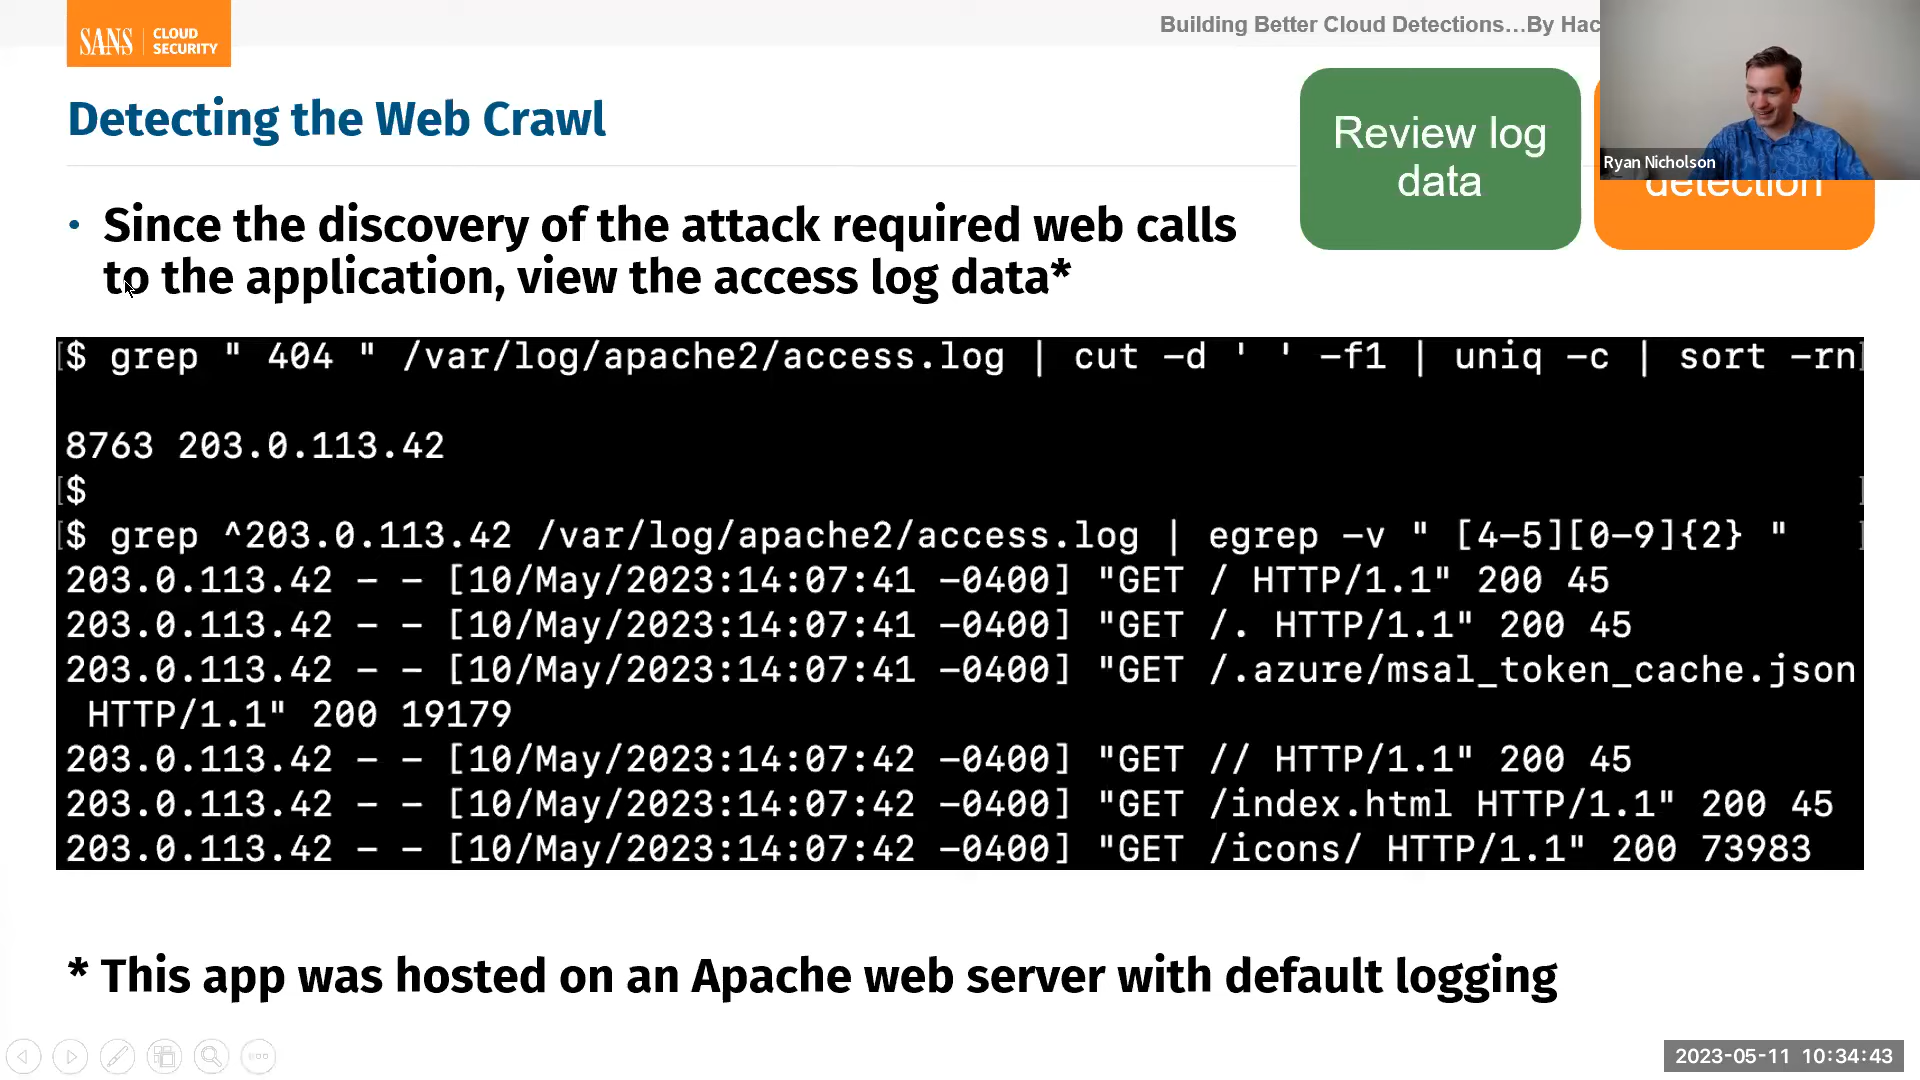 SANS CLOUD SECURITY
Building Better Cloud Detections…By Hac
Detecting the Web Crawl
Review log
data
detection
Ryan Nicholson
• Since the discovery of the attack required web calls
to the application, view the access log data*
[$ grep " 404 " /var/log/apache2/access.log | cut -d ' ' -f1 | uniq -c | sort -rn]
8763 203.0.113.42
[$ ]
[$ grep ^203.0.113.42 /var/log/apache2/access.log | egrep -v " [4-5][0-9]{2} " ]
203.0.113.42 - - [10/May/2023:14:07:41 -0400] "GET / HTTP/1.1" 200 45
203.0.113.42 - - [10/May/2023:14:07:41 -0400] "GET /. HTTP/1.1" 200 45
203.0.113.42 - - [10/May/2023:14:07:41 -0400] "GET /.azure/msal_token_cache.json
HTTP/1.1" 200 19179
203.0.113.42 - - [10/May/2023:14:07:42 -0400] "GET // HTTP/1.1" 200 45
203.0.113.42 - - [10/May/2023:14:07:42 -0400] "GET /index.html HTTP/1.1" 200 45
203.0.113.42 - - [10/May/2023:14:07:42 -0400] "GET /icons/ HTTP/1.1" 200 73983
* This app was hosted on an Apache web server with default logging
2023-05-11 10:34:43